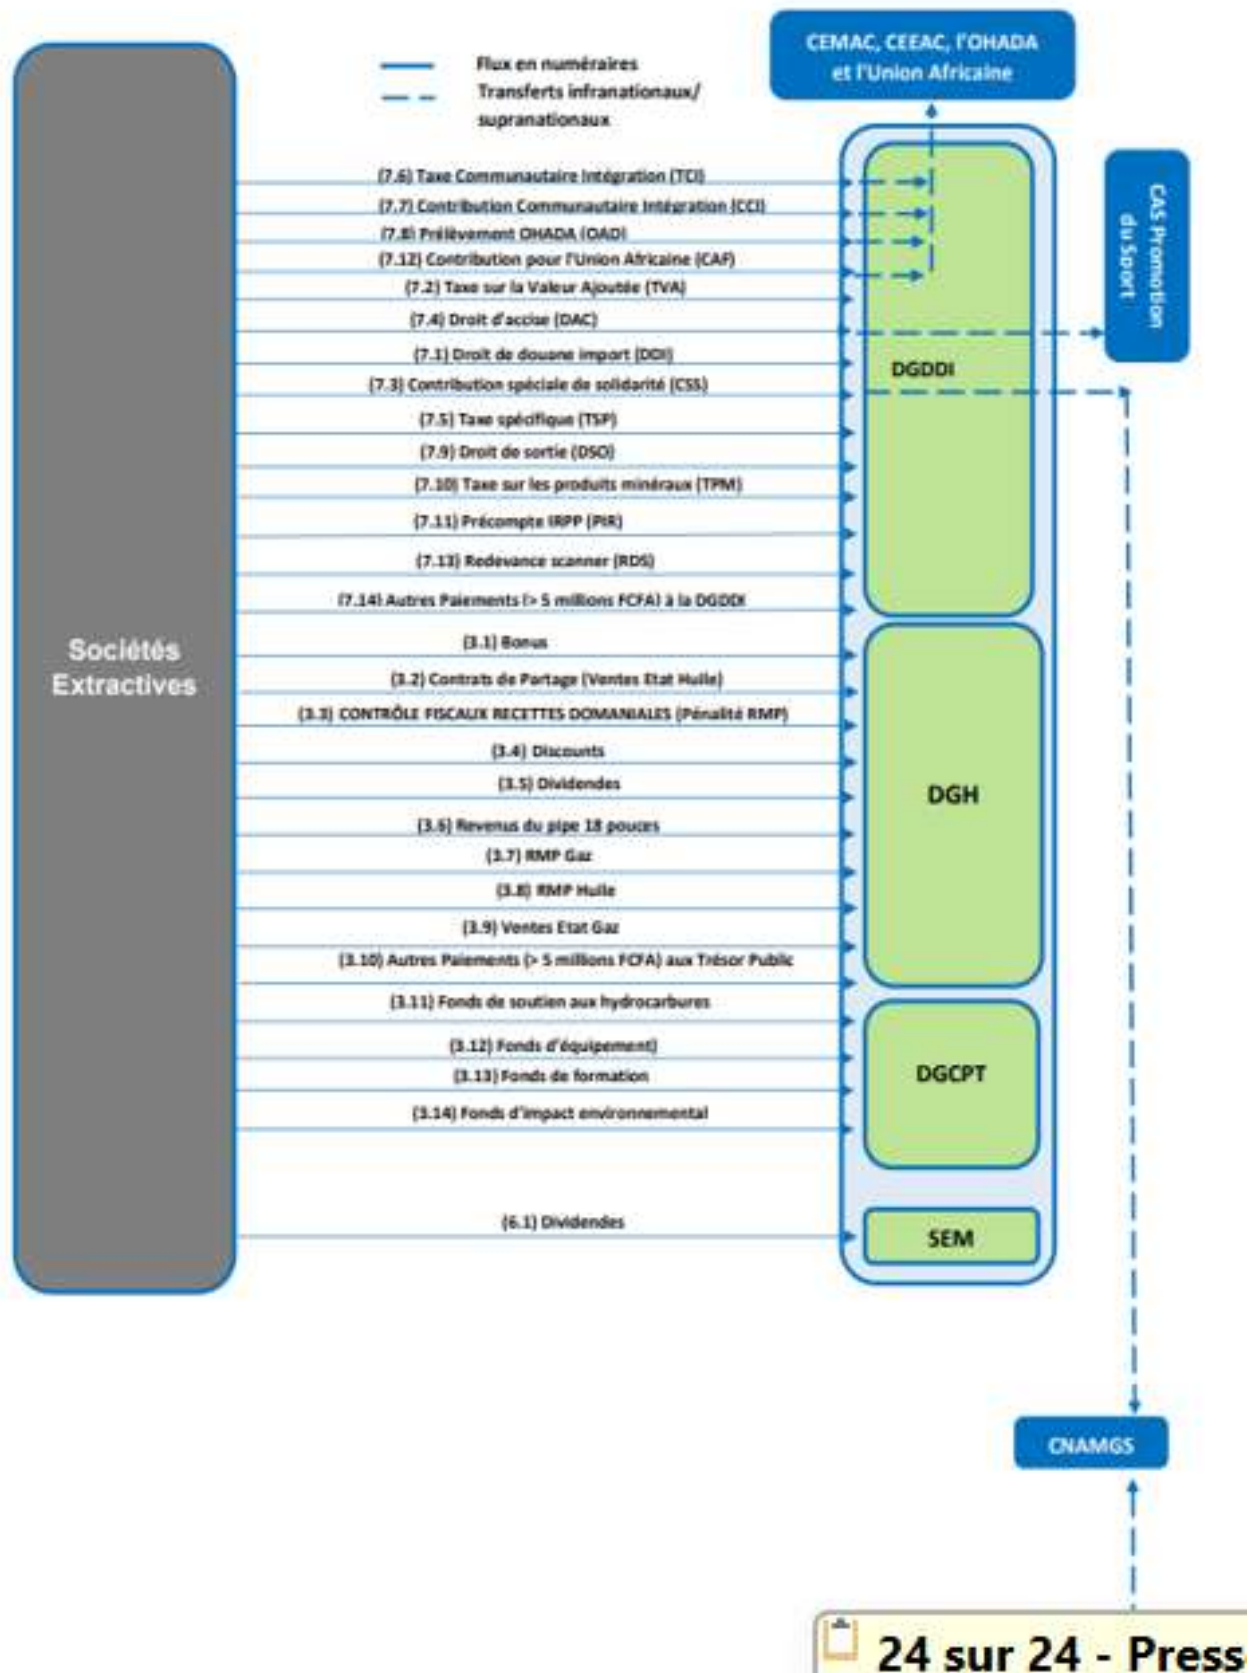 CEMAC, CEEAC, l'OHADA
et l'Union Africaine
Flux en numéraires
Transferts infranationaux/
supranationaux
(7.6) Taxe Communautaire Intégration (TCI)
(7.7) Contribution Communautaire Intégration (CCI)
(7.8) Prélèvement OHADA (OAD)
(7.12) Contribution pour l'Union Africaine (CAF)
(7.2) Taxe sur la Valeur Ajoutée (TVA)
(7.4) Droit d'accise (DAC)
(7.1) Droit de douane import (DDI)
(7.3) Contribution spéciale de solidarité (CSS)
(7.5) Taxe spécifique (TSP)
(7.9) Droit de sortie (DSO)
(7.10) Taxe sur les produits minéraux (TPM)
(7.11) Précompte IRPP (PIR)
(7.13) Redevance scanner (RDS)
(7.14) Autres Paiements (> 5 millions FCFA) à la DGDDI
(3.1) Bonus
(3.2) Contrats de Partage (Ventes Etat Huile)
(3.3) CONTRÔLE FISCAUX RECETTES DOMANIALES (Pénalité RMP)
(3.4) Discounts
(3.5) Dividendes
(3.6) Revenus du pipe 18 pouces
(3.7) RMP Gaz
(3.8) RMP Huile
(3.9) Ventes Etat Gaz
(3.10) Autres Paiements (> 5 millions FCFA) aux Trésor Public
(3.11) Fonds de soutien aux hydrocarbures
(3.12) Fonds d'équipement)
(3.13) Fonds de formation
(3.14) Fonds d'impact environnemental
(6.1) Dividendes
Sociétés
Extractives
DGDDI
DGH
DGCPT
SEM
CAS Promotion
du Sport
CNAMGS
24 sur 24 - Press